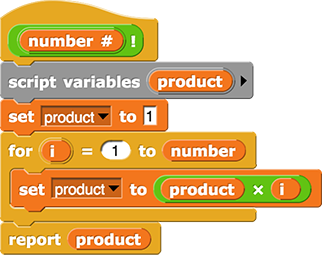 number # !
script variables product
set product to 1
for i = 1 to number
set product to product × i
report product